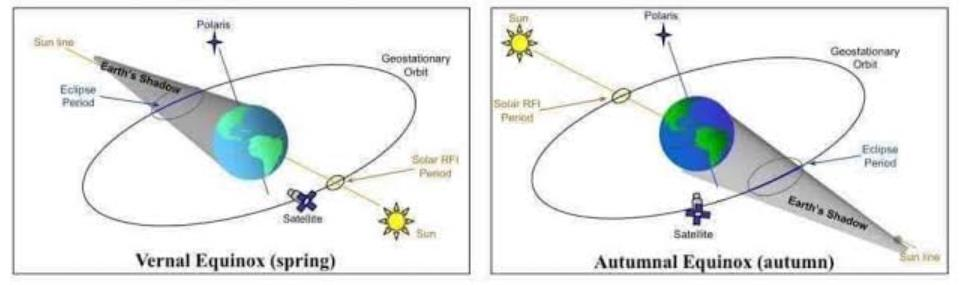 Polaris
Sun line
Geostationary
Orbit
Earth's Shadow
Eclipse
Period
Solar RFI
Period
Satellite
Sun
Vernal Equinox (spring)
Sun
Polaris
Geostationary
Orbit
Solar RFI
Period
Eclipse
Period
Earth's Shadow
Satellite
Sun line
Autumnal Equinox (autumn)